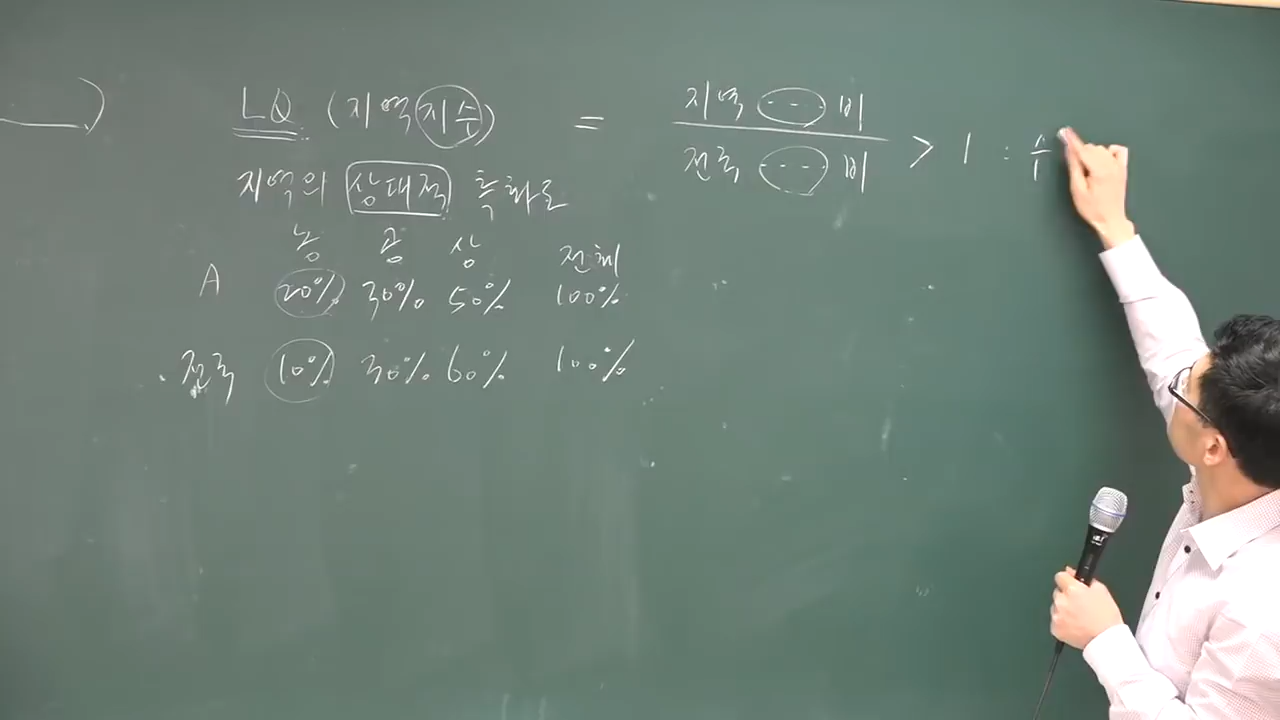 LQ (지역지수) = 지역 --- 비
전국 --- 비 > 1 :
지역의 상대적 특화도
농 공 상 전체
A 20% 30% 50% 100%
전국 10% 30% 60% 100%